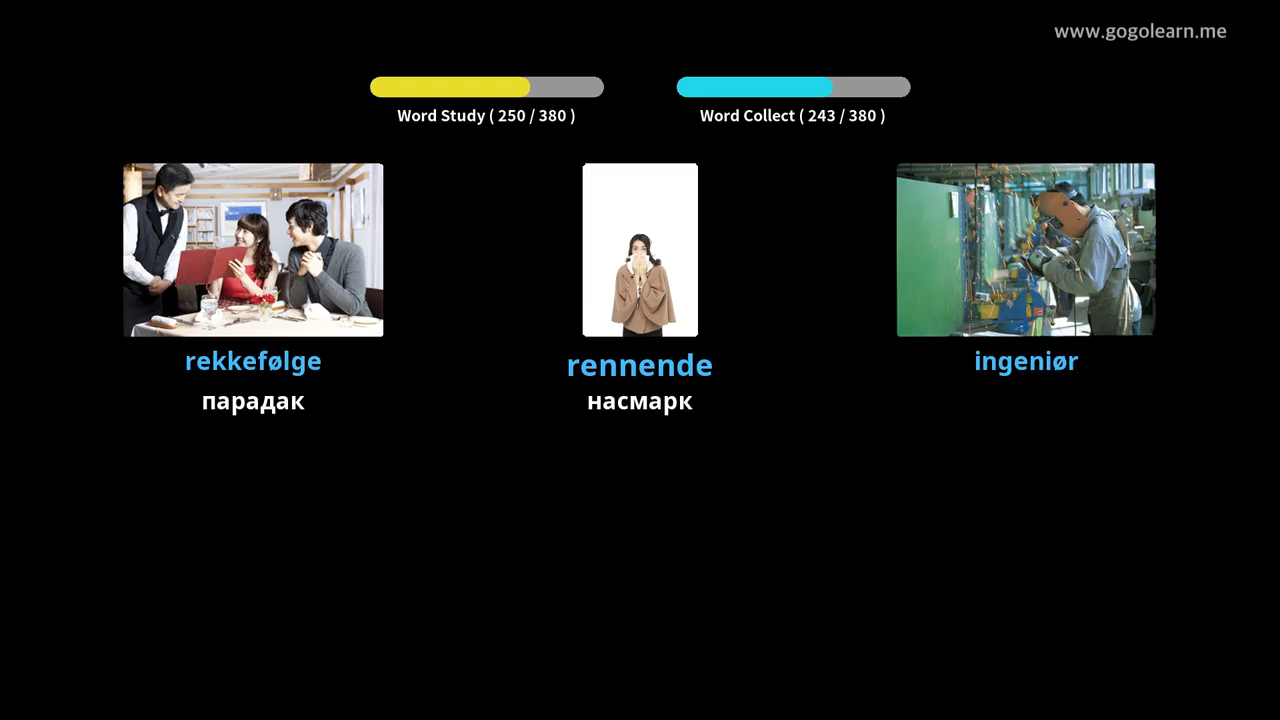 www.gogolearn.me
Word Study ( 250 / 380 )
Word Collect ( 243 / 380 )
rekkefølge
парадак
rennende
насмарк
ingeniør